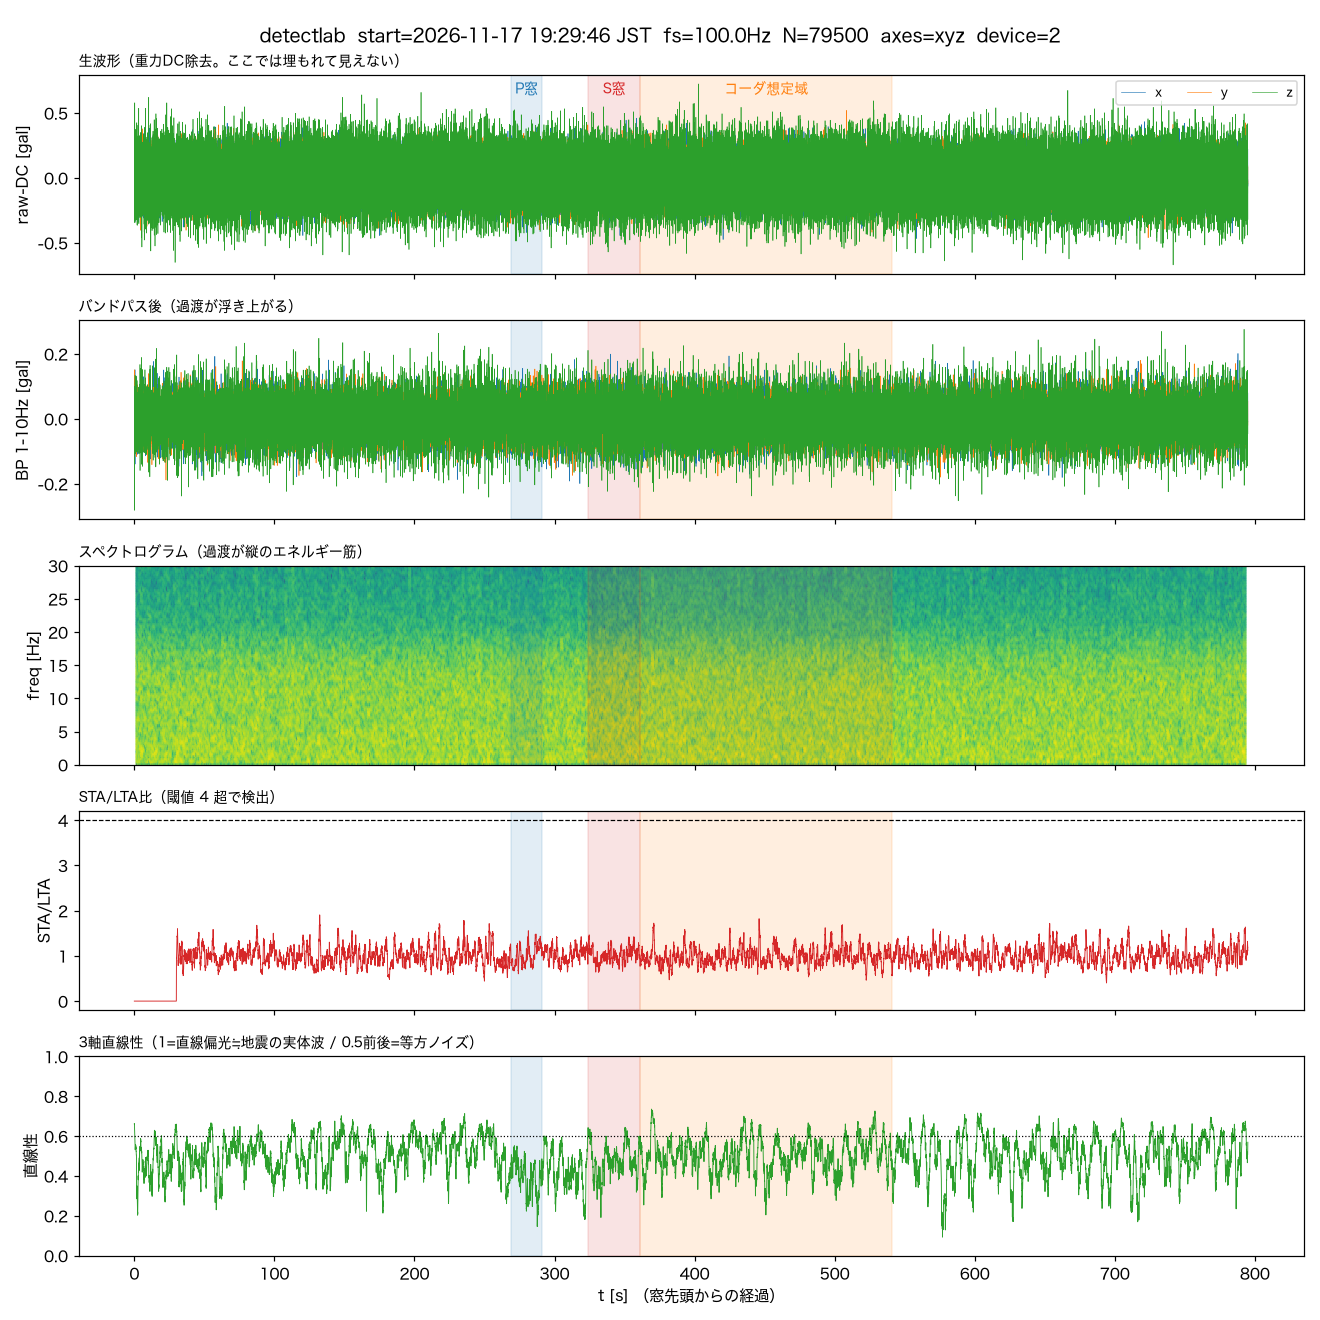 detectlab start=2026-11-17 19:29:46 JST fs=100.0Hz N=79500 axes=xyz device=2
生波形（重力DC除去。ここでは埋もれて見えない）
P窓 S窓 コーダ想定域
x y z
raw-DC [gal]
0.5
0.0
-0.5
バンドパス後（過渡が浮き上がる）
BP 1-10Hz [gal]
0.2
0.0
-0.2
スペクトログラム（過渡が縦のエネルギー筋）
freq [Hz]
30
25
20
15
10
5
0
STA/LTA比（閾値 4 超で検出）
STA/LTA
4
3
2
1
0
3軸直線性（1=直線偏光≒地震の実体波 / 0.5前後=等方ノイズ）
直線性
1.0
0.8
0.6
0.4
0.2
0.0
0 100 200 300 400 500 600 700 800
t [s] （窓先頭からの経過）